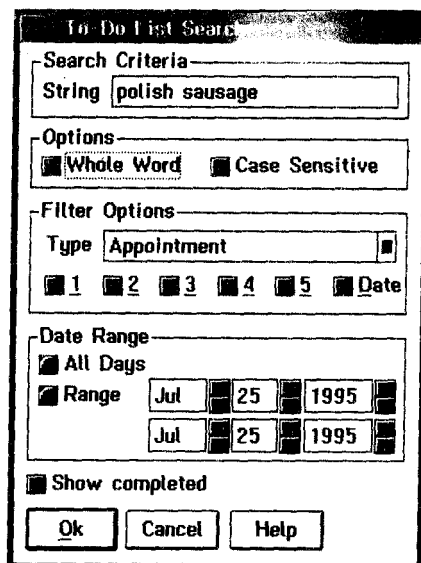 To-Do List Search
Search Criteria
String polish sausage
Options
Whole Word Case Sensitive
Filter Options
Type Appointment
1 2 3 4 5 Date
Date Range
All Days
Range Jul 25 1995
Jul 25 1995
Show completed
Ok Cancel Help